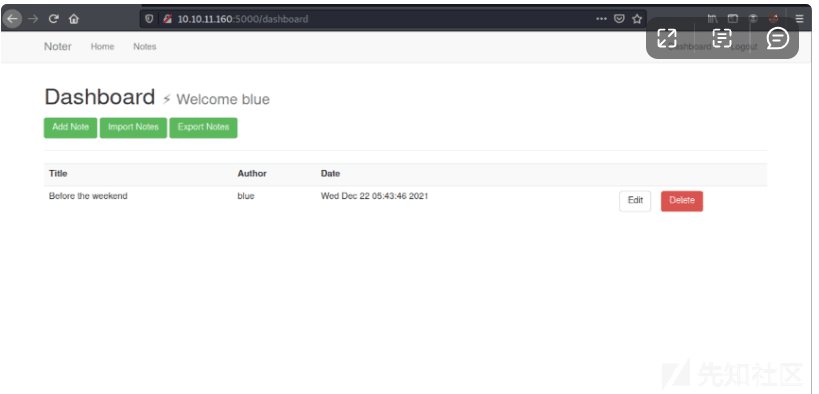 10.10.11.160:5000/dashboard
Noter Home Notes Dashboard Logout
Dashboard ⚡ Welcome blue
Add Note Import Notes Export Notes
Title Author Date
Before the weekend blue Wed Dec 22 05:43:46 2021 Edit Delete
先知社区